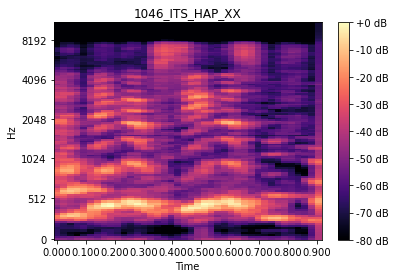 1046_ITS_HAP_XX
Hz
8192
4096
2048
1024
512
0
0.000 0.100 0.200 0.300 0.400 0.500 0.600 0.700 0.800 0.900
Time
+0 dB
-10 dB
-20 dB
-30 dB
-40 dB
-50 dB
-60 dB
-70 dB
-80 dB